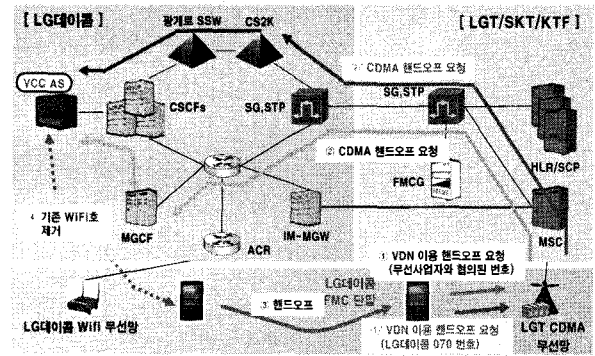 [ LG데이콤 ]
[ LGT/SKT/KTF ]
광게르 SSW
CS2K
VCC AS
CSCFs
SG,STP
SG,STP
CDMA 핸드오프 요청
② CDMA 핸드오프 요청
HLR/SCP
FMCG
4. 기존 WiFi호
제거
MGCF
IM-MGW
MSC
ACR
① VDN 이용 핸드오프 요청
(무선사업자와 협의된 번호)
LG데이콤
FMC 단말
③ 핸드오프
LG데이콤 Wifi 무선망
VDN 이용 핸드오프 요청
(LG데이콤 070 번호)
LGT CDMA
무선망